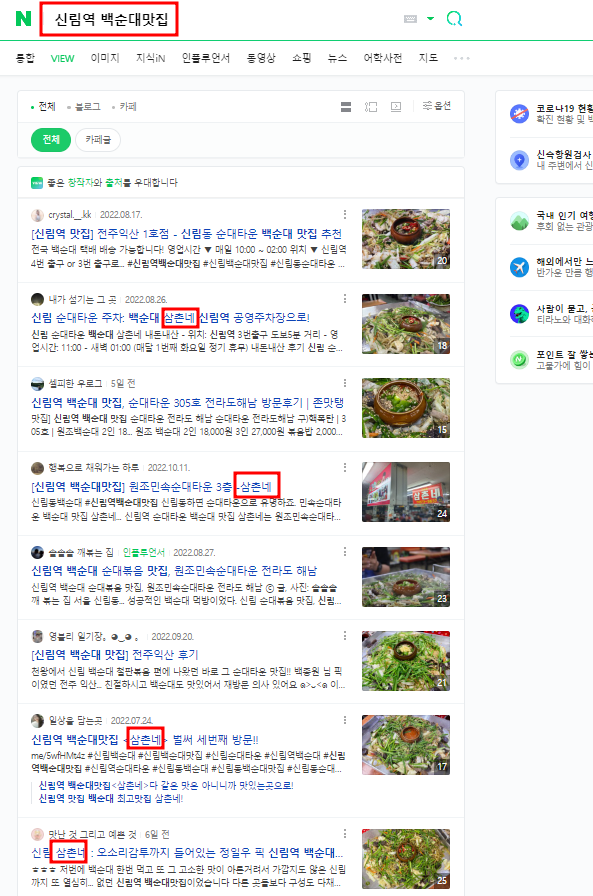 N 신림역 백순대맛집
통합 VIEW 이미지 지식iN 인플루언서 동영상 쇼핑 뉴스 어학사전 지도
전체 블로그 카페
옵션
전체 카페글
좋은 창작자와 출처를 우대합니다
crystal.__.kk 2022.08.17.
[신림역 맛집] 전주익산 1호점 - 신림동 순대타운 백순대 맛집 추천
전국 백순대 택배 배송 가능합니다! 영업시간 ▼ 매일 10:00 ~ 02:00 위치 ▼ 신림역
4번 출구 or 3번 출구로... #신림역백순대맛집 #신림백순대맛집 #신림동순대타운 ...
20
내가 섬기는 그 곳 2022.08.26.
신림 순대타운 주차: 백순대 삼촌네 신림역 공영주차장으로!
신림 순대타운 백순대 삼촌네 내돈내산 - 위치: 신림역 3번출구 도보5분 거리 - 영
업시간: 11:00 - 새벽 01:00 (매달 1번째 화요일 정기 휴무) 내돈내산 후기 신림 순...
18
셀피한 우로그 5일 전
신림역 백순대 맛집, 순대타운 305호 전라도해남 방문후기 | 존맛탱
맛집] 신림역 백순대 맛집 순대타운 전라도 해남 순대타운 전라도해남 구)핵폭탄 | 3
05호 | 원조백순대 2인 18... 원조 백순대 2인 18,000원 3인 27,000원 볶음밥 2,000...
15
행복으로 채워가는 하루 2022.10.11.
[신림역 백순대맛집] 원조민속순대타운 3층 -삼촌네
신림동백순대 #신림역백순대맛집 신림동하면 순대타운으로 유명하죠. 민속순대타
운 백순대 맛집 삼촌네... 신림역 순대타운 백순대 맛집 삼촌네는 원조민속순대타...
삼촌네
24
슬슬슬 깨볶는 집 인플루언서 2022.08.27.
신림역 백순대 순대볶음 맛집, 원조민속순대타운 전라도 해남
신림역 백순대 순대볶음 맛집, 원조민속순대타운 전라도해남 ⓒ 글, 사진: 슬슬슬
깨 볶는 집 서울 신림동... 성공적인 백순대 먹방이었다. 신림 순대볶음 맛집, 신림...
23
영블리 일기장。 2022.09.20.
[신림역 백순대 맛집] 전주익산 후기
천왕에서 신림 백순대 철판볶음 편에 나왔던 바로 그 순대타운 맛집!! 백종원 님 픽
이였던 전주 익산... 친절하시고 백순대도 맛있어서 재방문 의사 있어요 이...
21
일상을 담는곳 2022.07.24.
신림역 백순대맛집 <삼촌네> 벌써 세번째 방문!!
me/5wfHMt4z #신림백순대 #신림백순대맛집 #신림순대타운 #신림역백순대 #신림
역백순대맛집 #신림역순대타운 #신림동백순대 #신림동백순대맛집 #신림동순대...
신림역 백순대맛집<삼촌네>다 같은 맛은 아니니까 맛있는곳으로!
신림역 맛집 백순대 최고맛집 삼촌네!
17
맛난 것 그리고 예쁜 것 6일 전
신림 삼촌네 : 오소리감투까지 들어있는 정일우 픽 신림역 백순대...
ㅎㅎㅎ 저번에 백순대 한번 먹고 또 그 고소한 맛이 아른거려서 가깝지도 않은 신림
까지 또 열심히... 없던 신림역 백순대맛집이었습니다 다른 곳들보다 구성도 다채...
25
코로나19 현황
확진 현황 및 빅
신속항원검사
내 주변에서 신
국내 인기 여행
후회 없는 관광
해외에서만 느
반가운 만큼 행
사람이 묻고,
티라노와 대화
포인트 잘 쌓는
고물가에 힘이